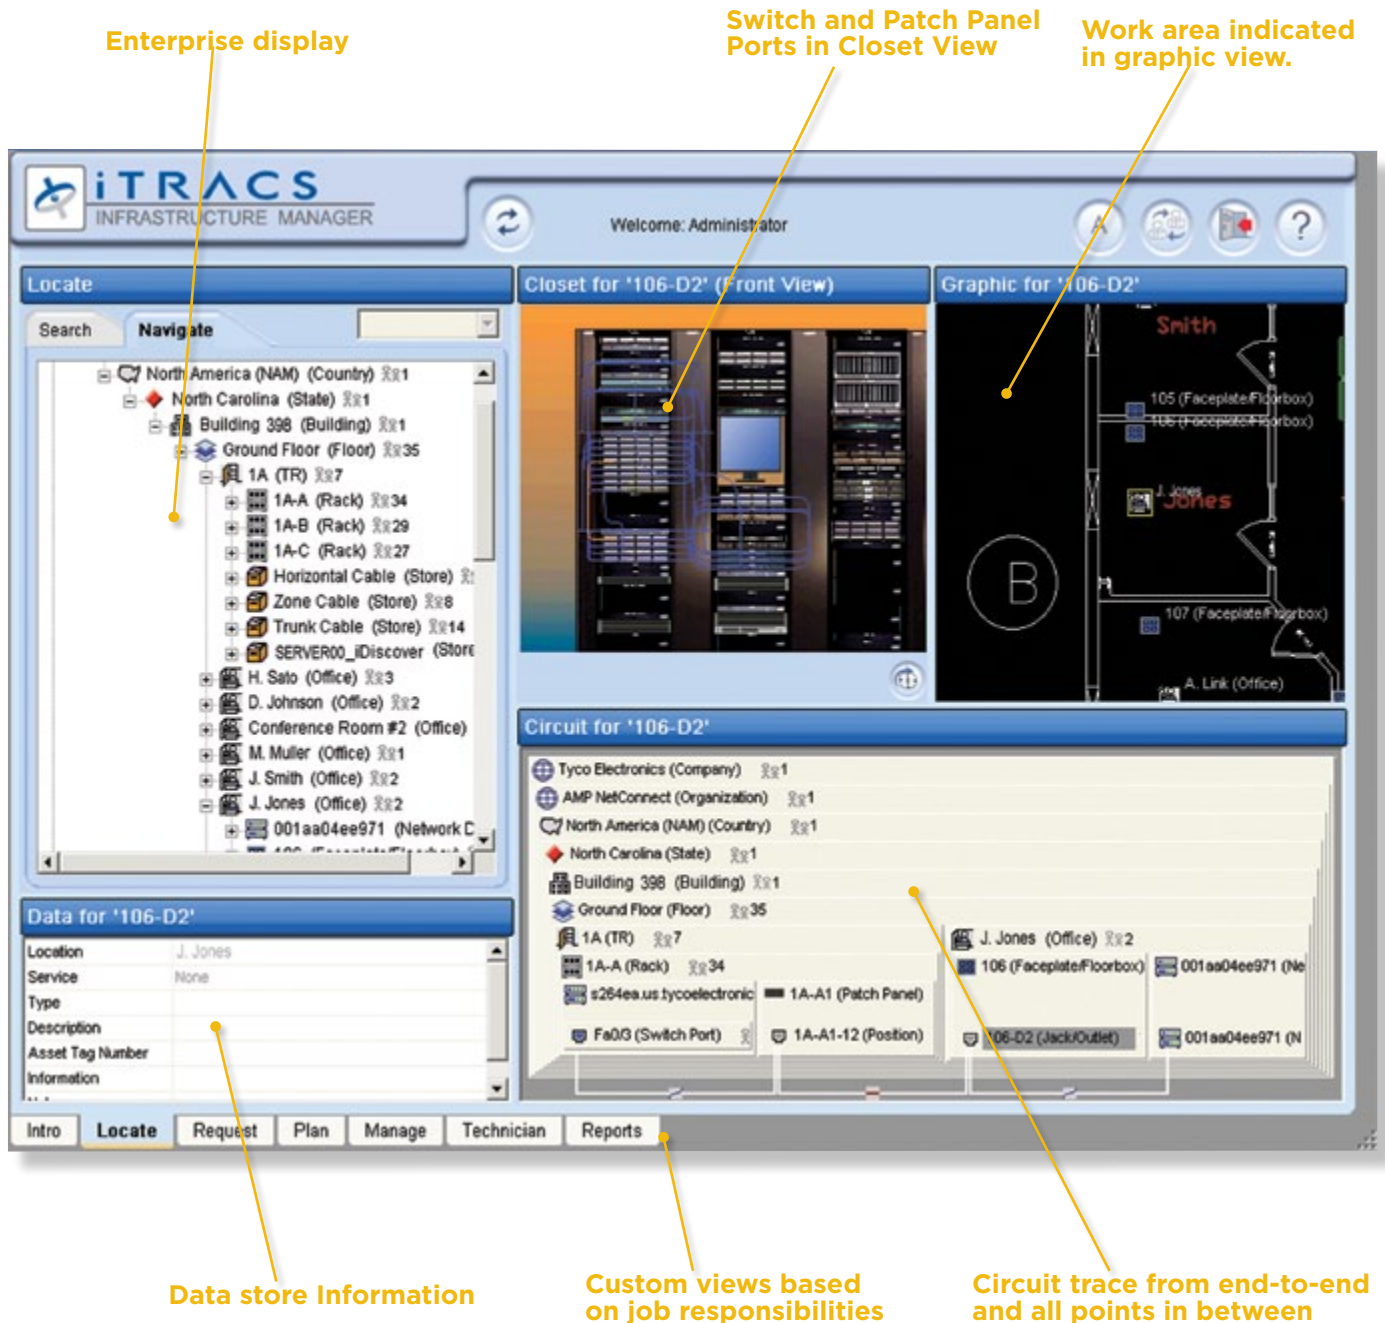 Enterprise display
Switch and Patch Panel
Ports in Closet View
Work area indicated
in graphic view.
iTRACS
INFRASTRUCTURE MANAGER
Welcome: Administrator
A
?
Locate
Search
Navigate
North America (NAM) (Country) 1
North Carolina (State) 1
Building 398 (Building) 1
Ground Floor (Floor) 35
1A (TR) 7
1A-A (Rack) 34
1A-B (Rack) 29
1A-C (Rack) 27
Horizontal Cable (Store)
Zone Cable (Store) 8
Trunk Cable (Store) 14
SERVER00_iDiscover (Store
H. Sato (Office) 3
D. Johnson (Office) 2
Conference Room #2 (Office)
M. Muller (Office) 1
J. Smith (Office) 2
J. Jones (Office) 2
001aa04ee971 (Network D
Closet for '106-D2' (Front View)
Graphic for '106-D2'
Smith
105 (Faceplate/Floorbox)
106 (Faceplate/Floorbox)
J. Jones
Jones
B
107 (Faceplate/Floorbox)
A. Link (Office)
Circuit for '106-D2'
Tyco Electronics (Company) 1
AMP NetConnect (Organization) 1
North America (NAM) (Country) 1
North Carolina (State) 1
Building 398 (Building) 1
Ground Floor (Floor) 35
1A (TR) 7
J. Jones (Office) 2
1A-A (Rack) 34
106 (Faceplate/Floorbox)
001aa04ee971 (Ne
s264ea.us.tycoelectronic
1A-A1 (Patch Panel)
Fa0/3 (Switch Port)
1A-A1-12 (Position)
106-D2 (Jack/Outlet)
001aa04ee971 (N
Data for '106-D2'
Location J. Jones
Service None
Type
Description
Asset Tag Number
Information
Intro
Locate
Request
Plan
Manage
Technician
Reports
Data store Information
Custom views based
on job responsibilities
Circuit trace from end-to-end
and all points in between